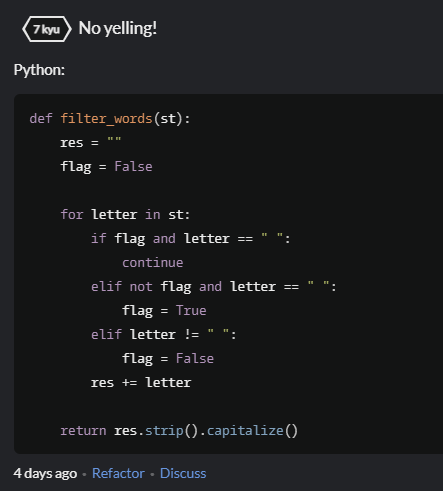 7 kyu No yelling!
Python:
def filter_words(st):
    res = ""
    flag = False

    for letter in st:
        if flag and letter == " ":
            continue
        elif not flag and letter == " ":
            flag = True
        elif letter != " ":
            flag = False
        res += letter

    return res.strip().capitalize()
4 days ago • Refactor • Discuss